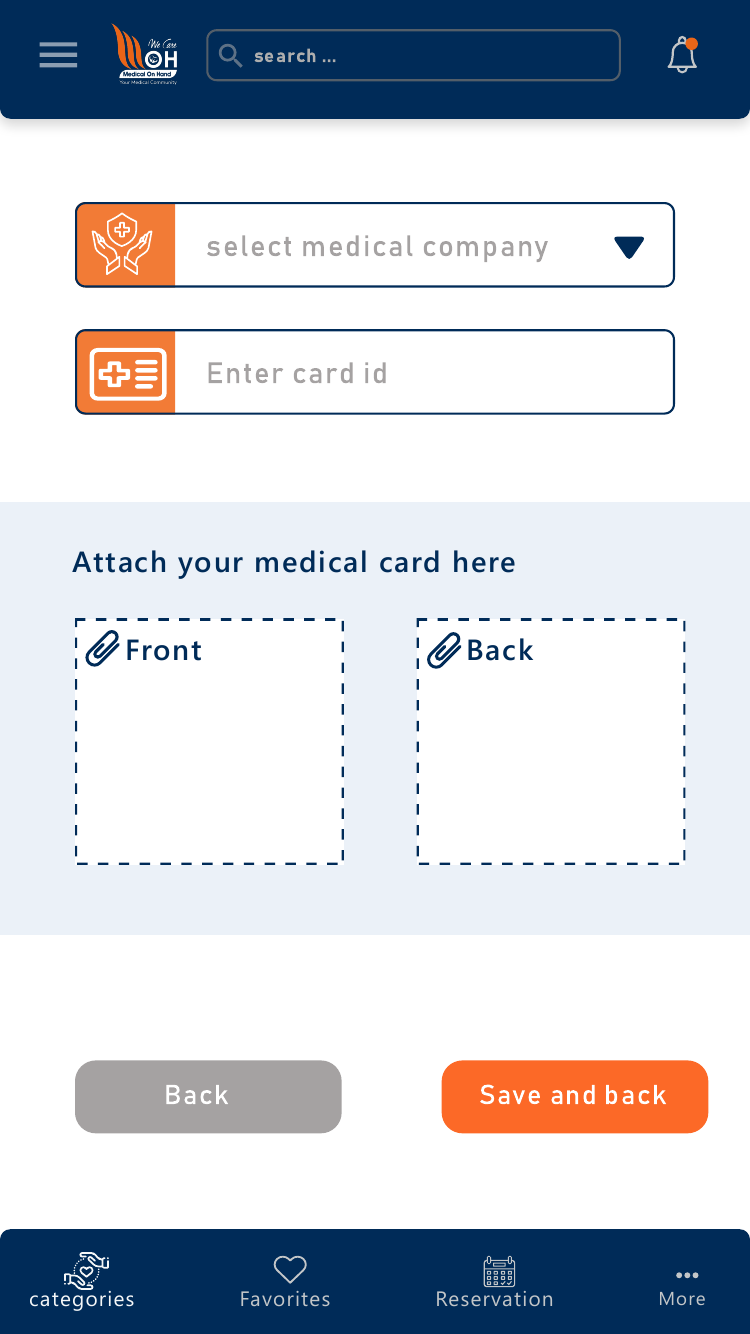 We Care
OH
Medical On Hand
Your Medical Community
search ...
select medical company
Enter card id
Attach your medical card here
Front
Back
Back
Save and back
categories
Favorites
Reservation
More